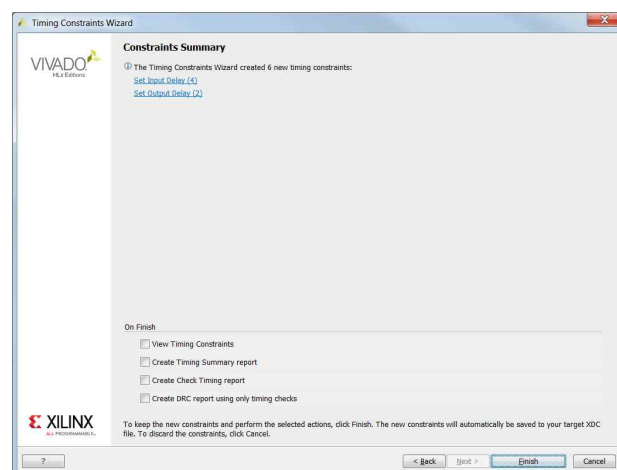 Timing Constraints Wizard
VIVADO
HLx Editions
Constraints Summary
The Timing Constraints Wizard created 6 new timing constraints:
Set Input Delay (4)
Set Output Delay (2)
On Finish
View Timing Constraints
Create Timing Summary report
Create Check Timing report
Create DRC report using only timing checks
XILINX
ALL PROGRAMMABLE.
To keep the new constraints and perform the selected actions, click Finish. The new constraints will automatically be saved to your target XDC
file. To discard the constraints, click Cancel.
? < Back Next > Finish Cancel